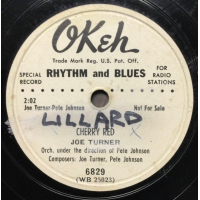 OKeh
Trade Mark Reg. U.S. Pat. Off.
RHYTHM and BLUES
SPECIAL RECORD
FOR RADIO STATIONS
2:02
Joe Turner-Pete Johnson
Not For Sale
LILLARD
CHERRY RED
X
JOE TURNER
Orch. under the direction of Pete Johnson
Composers: Joe Turner, Pete Johnson
6829
(W.B. 25023)